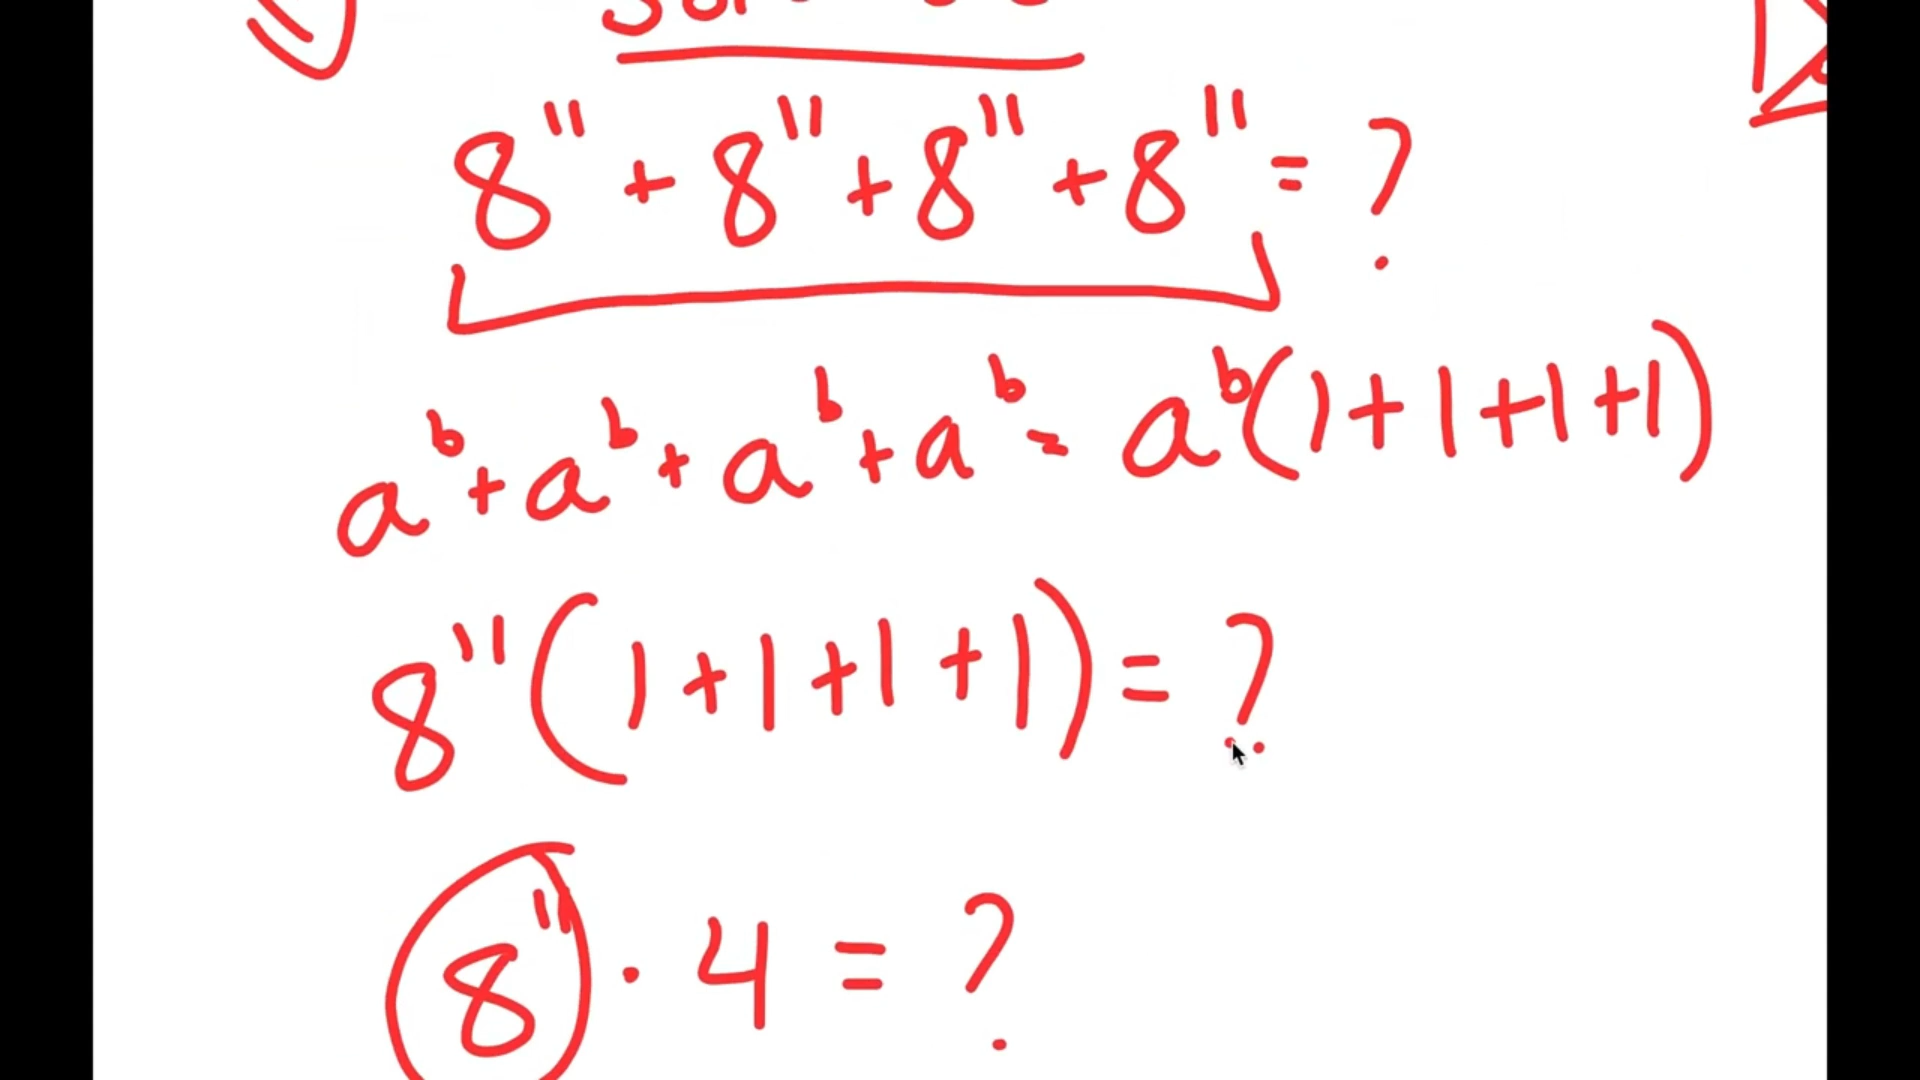 8¹¹ + 8¹¹ + 8¹¹ + 8¹¹ = ?
aᵇ + aᵇ + aᵇ + aᵇ = aᵇ(1+1+1+1)
8¹¹(1+1+1+1) = ?
8¹¹ · 4 = ?